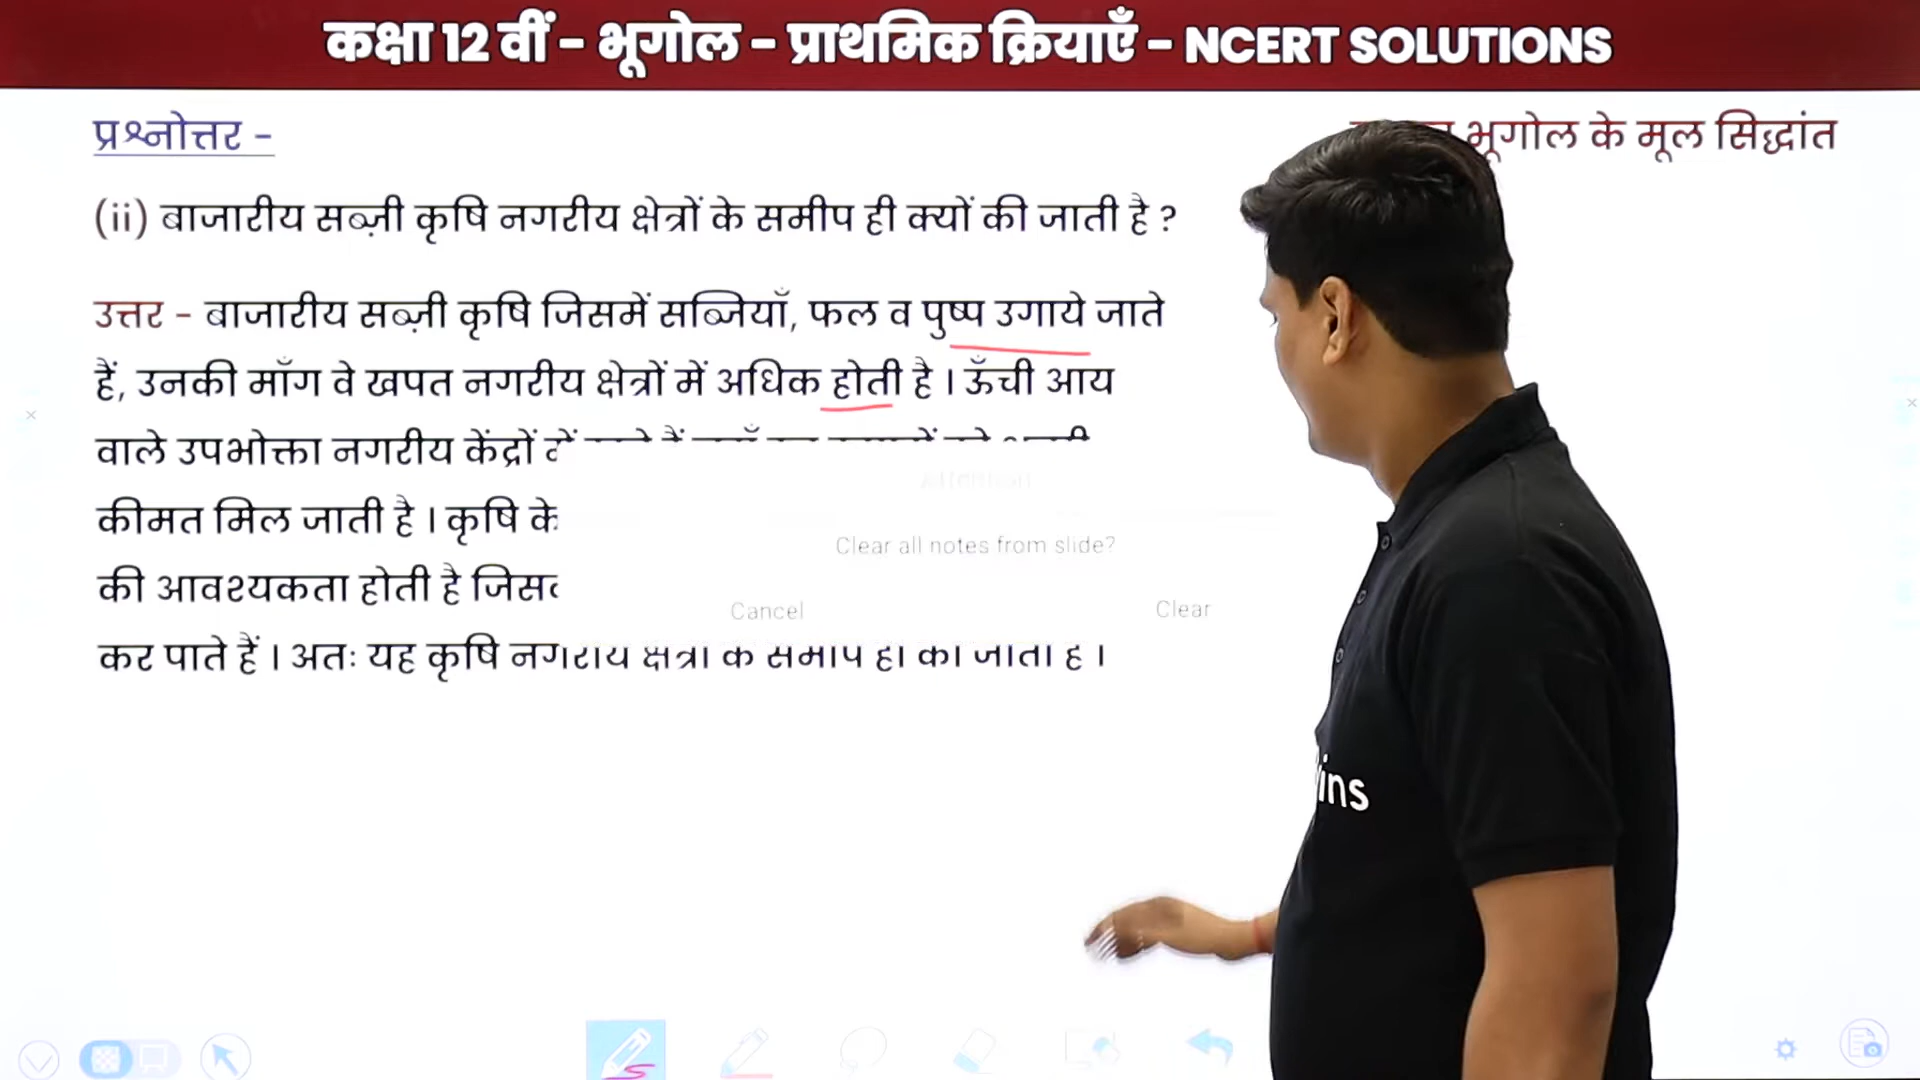 कक्षा 12 वीं - भूगोल - प्राथमिक क्रियाएँ - NCERT SOLUTIONS
प्रश्नोत्तर -
भूगोल के मूल सिद्धांत
(ii) बाजारीय सब्ज़ी कृषि नगरीय क्षेत्रों के समीप ही क्यों की जाती है ?
उत्तर - बाजारीय सब्ज़ी कृषि जिसमें सब्जियाँ, फल व पुष्प उगाये जाते
हैं, उनकी माँग वे खपत नगरीय क्षेत्रों में अधिक होती है । ऊँची आय
वाले उपभोक्ता नगरीय केंद्रों
Attention
कीमत मिल जाती है । कृषि के
Clear all notes from slide?
की आवश्यकता होती है
Cancel
Clear
कर पाते हैं । अतः यह कृषि नगरीय क्षेत्रों के समीप ही की जाती है ।
ins